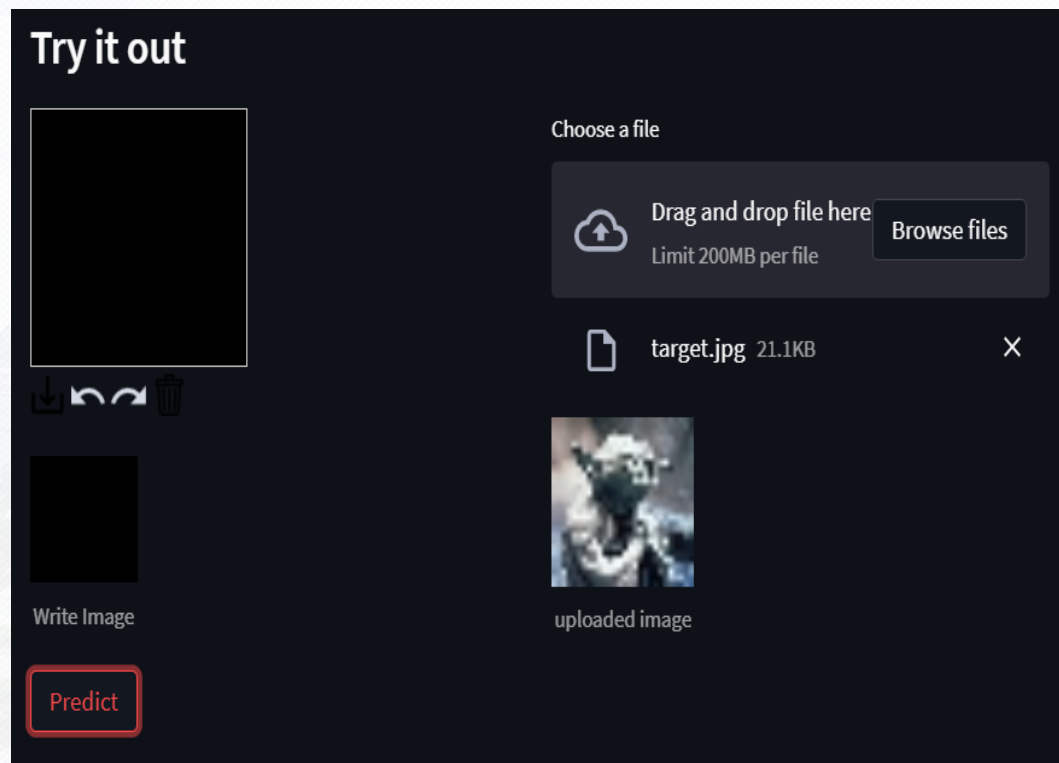 Try it out
Choose a file
Drag and drop file here
Limit 200MB per file
Browse files
target.jpg 21.1KB
Write Image
uploaded image
Predict